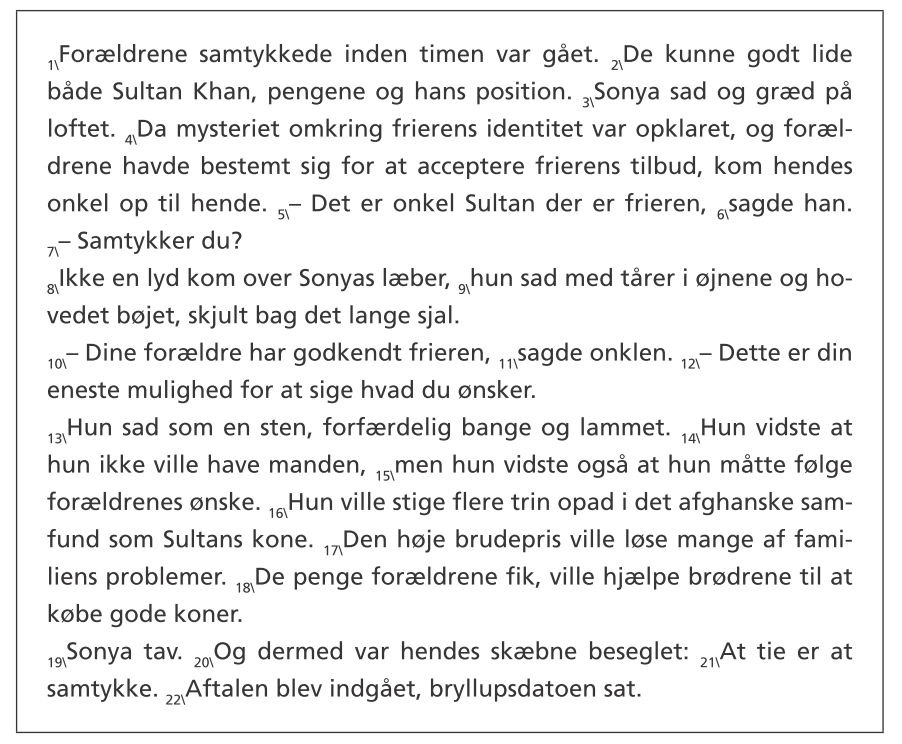 1\Forældrene samtykkede inden timen var gået. 2\De kunne godt lide
både Sultan Khan, pengene og hans position. 3\Sonya sad og græd på
loftet. 4\Da mysteriet omkring frierens identitet var opklaret, og foræl-
drene havde bestemt sig for at acceptere frierens tilbud, kom hendes
onkel op til hende. 5\– Det er onkel Sultan der er frieren, 6\sagde han.
7\– Samtykker du?
8\Ikke en lyd kom over Sonyas læber, 9\hun sad med tårer i øjnene og ho-
vedet bøjet, skjult bag det lange sjal.
10\– Dine forældre har godkendt frieren, 11\sagde onklen. 12\– Dette er din
eneste mulighed for at sige hvad du ønsker.
13\Hun sad som en sten, forfærdelig bange og lammet. 14\Hun vidste at
hun ikke ville have manden, 15\men hun vidste også at hun måtte følge
forældrenes ønske. 16\Hun ville stige flere trin opad i det afghanske sam-
fund som Sultans kone. 17\Den høje brudepris ville løse mange af fami-
liens problemer. 18\De penge forældrene fik, ville hjælpe brødrene til at
købe gode koner.
19\Sonya tav. 20\Og dermed var hendes skæbne beseglet: 21\At tie er at
samtykke. 22\Aftalen blev indgået, bryllupsdatoen sat.